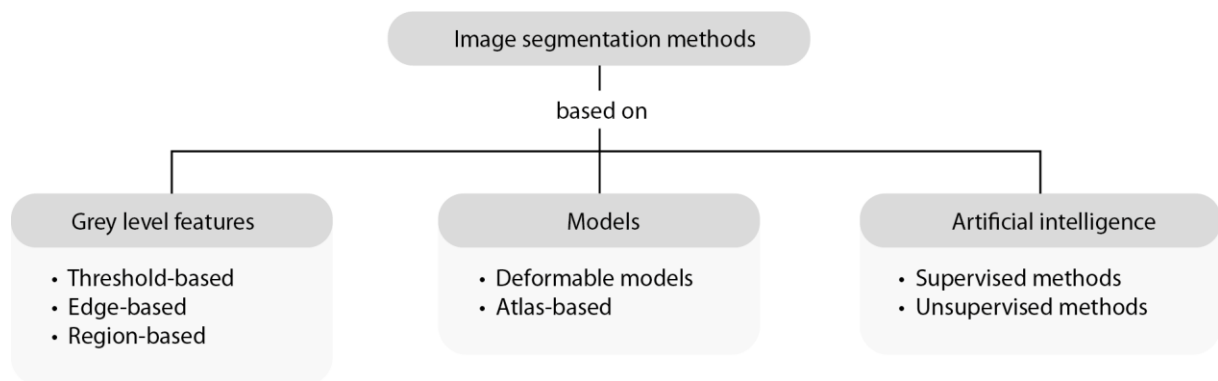 Image segmentation methods
based on
Grey level features
• Threshold-based
• Edge-based
• Region-based
Models
• Deformable models
• Atlas-based
Artificial intelligence
• Supervised methods
• Unsupervised methods